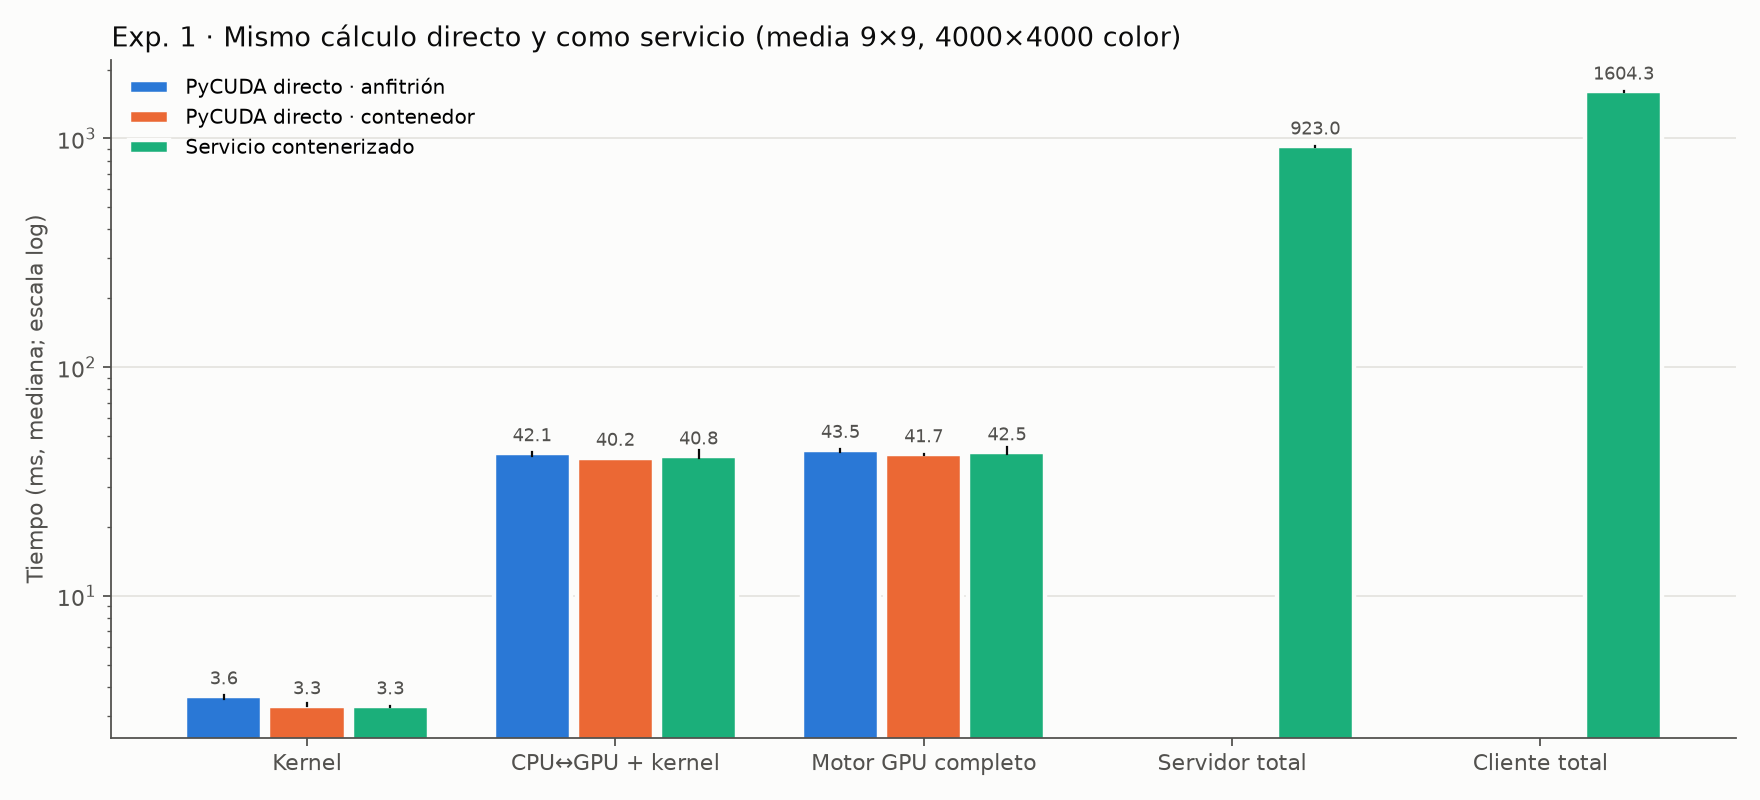 Exp. 1 · Mismo cálculo directo y como servicio (media 9×9, 4000×4000 color)
PyCUDA directo · anfitrión
PyCUDA directo · contenedor
Servicio contenerizado
Tiempo (ms, mediana; escala log)
10³
10²
10¹
3.6
3.3
3.3
42.1
40.2
40.8
43.5
41.7
42.5
923.0
1604.3
Kernel
CPU↔GPU + kernel
Motor GPU completo
Servidor total
Cliente total